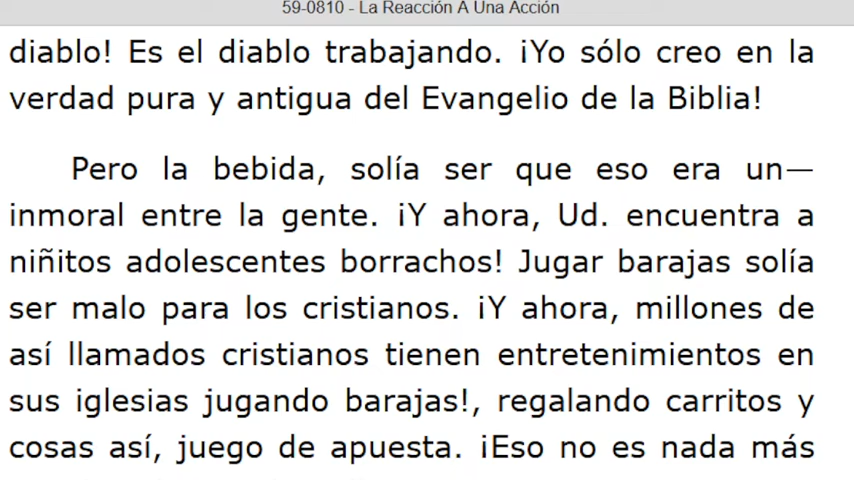 59-0810 - La Reacción A Una Acción
diablo! Es el diablo trabajando. ¡Yo sólo creo en la
verdad pura y antigua del Evangelio de la Biblia!
Pero la bebida, solía ser que eso era un—
inmoral entre la gente. ¡Y ahora, Ud. encuentra a
niñitos adolescentes borrachos! Jugar barajas solía
ser malo para los cristianos. ¡Y ahora, millones de
así llamados cristianos tienen entretenimientos en
sus iglesias jugando barajas!, regalando carritos y
cosas así, juego de apuesta. ¡Eso no es nada más